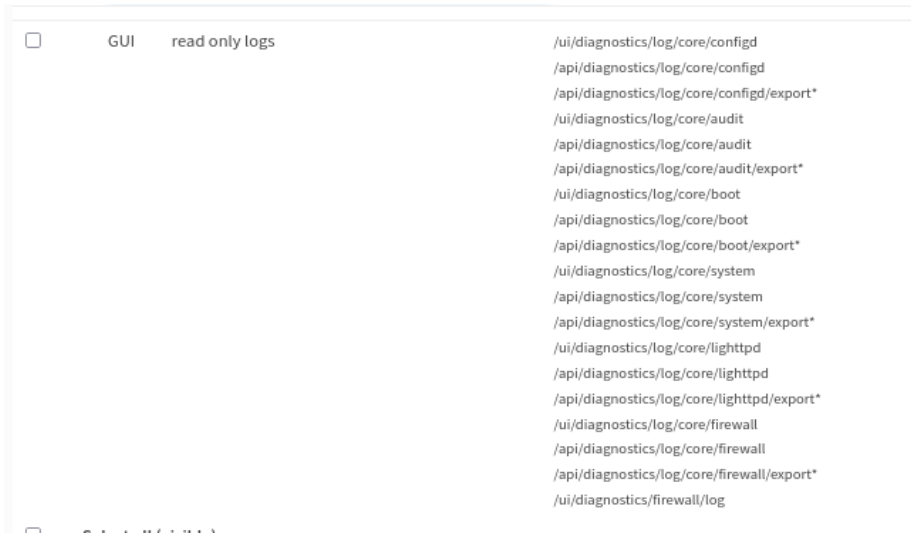 GUI read only logs /ui/diagnostics/log/core/configd
/api/diagnostics/log/core/configd
/api/diagnostics/log/core/configd/export*
/ui/diagnostics/log/core/audit
/api/diagnostics/log/core/audit
/api/diagnostics/log/core/audit/export*
/ui/diagnostics/log/core/boot
/api/diagnostics/log/core/boot
/api/diagnostics/log/core/boot/export*
/ui/diagnostics/log/core/system
/api/diagnostics/log/core/system
/api/diagnostics/log/core/system/export*
/ui/diagnostics/log/core/lighttpd
/api/diagnostics/log/core/lighttpd
/api/diagnostics/log/core/lighttpd/export*
/ui/diagnostics/log/core/firewall
/api/diagnostics/log/core/firewall
/api/diagnostics/log/core/firewall/export*
/ui/diagnostics/firewall/log